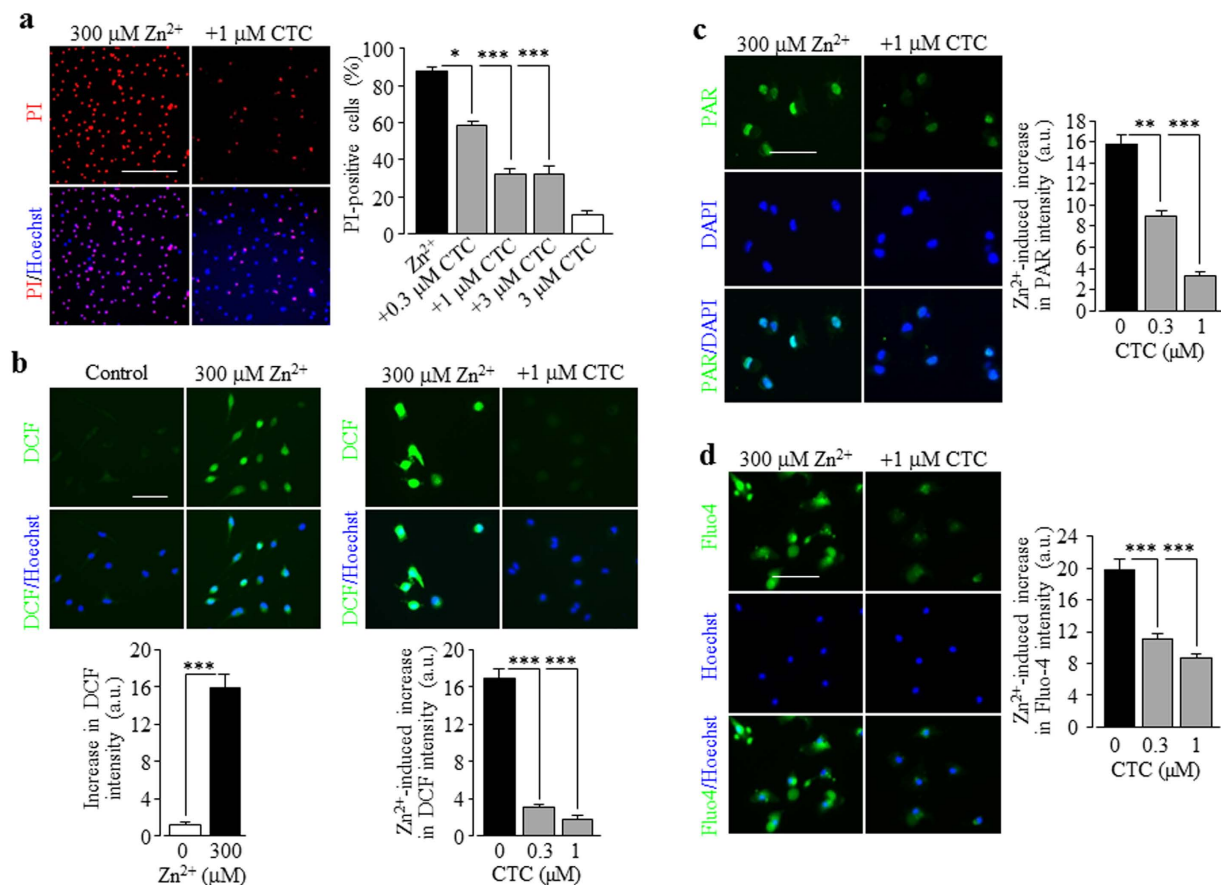 a
300 µM Zn²⁺ +1 µM CTC
PI
PI/Hoechst
PI-positive cells (%)
100
80
60
40
20
0
* *** ***
Zn²⁺
+0.3 µM CTC
+1 µM CTC
+3 µM CTC
3 µM CTC
b
Control 300 µM Zn²⁺
DCF
DCF/Hoechst
300 µM Zn²⁺ +1 µM CTC
DCF
DCF/Hoechst
Increase in DCF
intensity (a.u.)
20
16
12
8
4
0
***
0 300
Zn²⁺ (µM)
Zn²⁺-induced increase
in DCF intensity (a.u.)
20
16
12
8
4
0
*** ***
0 0.3 1
CTC (µM)
c
300 µM Zn²⁺ +1 µM CTC
PAR
DAPI
PAR/DAPI
Zn²⁺-induced increase
in PAR intensity (a.u.)
18
16
14
12
10
8
6
4
2
0
** ***
0 0.3 1
CTC (µM)
d
300 µM Zn²⁺ +1 µM CTC
Fluo4
Hoechst
Fluo4/Hoechst
Zn²⁺-induced increase
in Fluo-4 intensity (a.u.)
24
20
16
12
8
4
0
*** ***
0 0.3 1
CTC (µM)